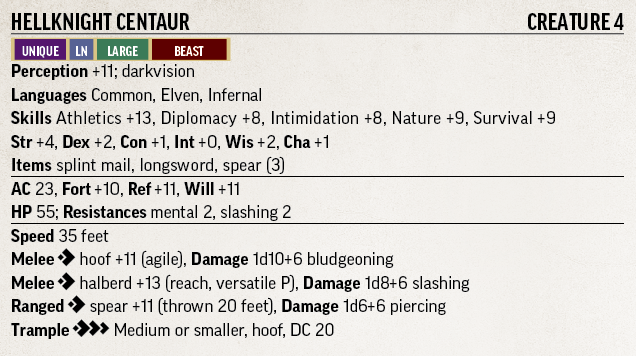 HELLKNIGHT CENTAUR CREATURE 4
UNIQUE LN LARGE BEAST
Perception +11; darkvision
Languages Common, Elven, Infernal
Skills Athletics +13, Diplomacy +8, Intimidation +8, Nature +9, Survival +9
Str +4, Dex +2, Con +1, Int +0, Wis +2, Cha +1
Items splint mail, longsword, spear (3)
AC 23, Fort +10, Ref +11, Will +11
HP 55; Resistances mental 2, slashing 2
Speed 35 feet
Melee hoof +11 (agile), Damage 1d10+6 bludgeoning
Melee halberd +13 (reach, versatile P), Damage 1d8+6 slashing
Ranged spear +11 (thrown 20 feet), Damage 1d6+6 piercing
Trample Medium or smaller, hoof, DC 20